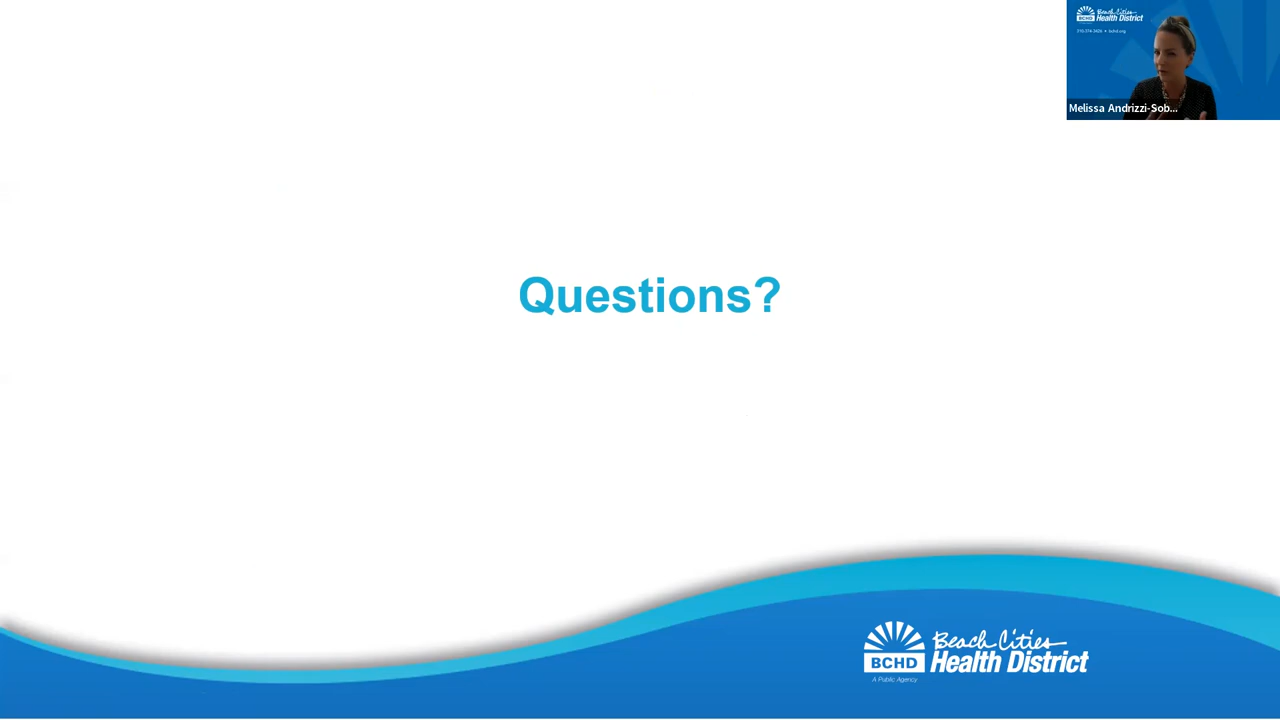 Beach Cities
Health District
310-374-3426 • bchd.org
Melissa Andrizzi-Sob...
Questions?
BCHD
Beach Cities
Health District
A Public Agency